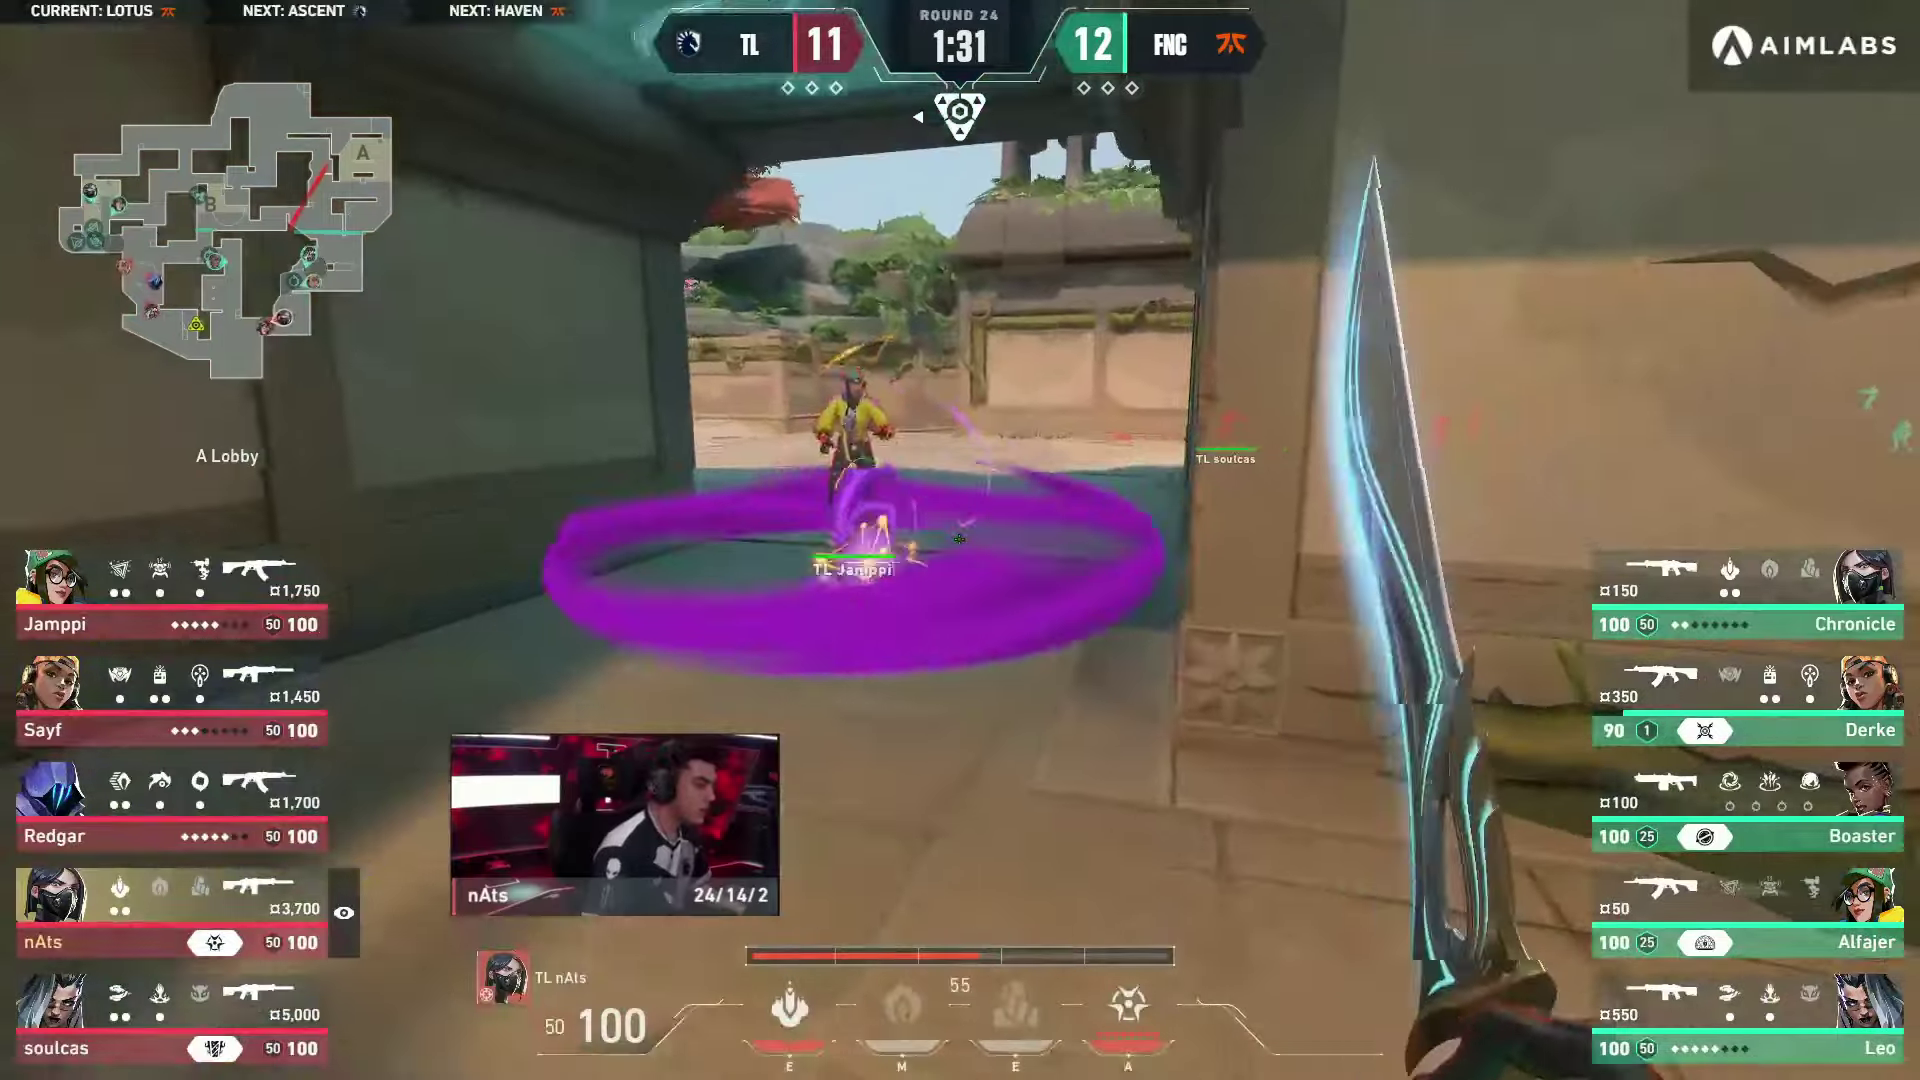 CURRENT: LOTUS
NEXT: ASCENT
NEXT: HAVEN
TL
11
ROUND 24
1:31
12
FNC
AIMLABS
A
B
A Lobby
TL soulcas
TL Jamppi
¤1,750
Jamppi
50 100
¤1,450
Sayf
50 100
¤1,700
Redgar
50 100
¤3,700
nAts
50 100
¤5,000
soulcas
50 100
nAts
24/14/2
TL nAts
50 100
55
E
M
E
A
¤150
100 50
Chronicle
¤350
90 1
Derke
¤100
100 25
Boaster
¤50
100 25
Alfajer
¤550
100 50
Leo